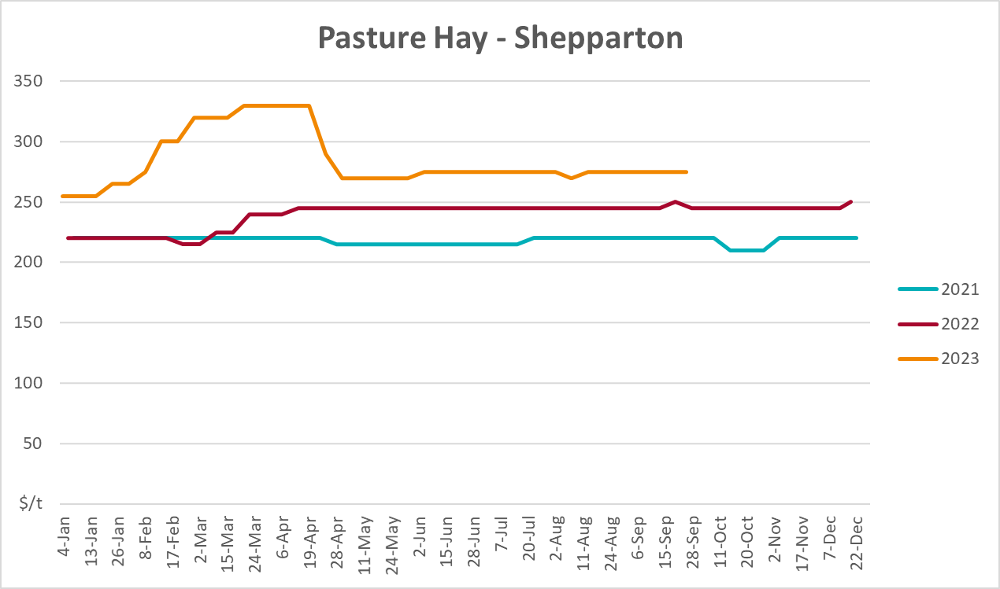 Pasture Hay - Shepparton
350
300
250
200
150
100
50
$/t
4-Jan
13-Jan
26-Jan
8-Feb
17-Feb
2-Mar
15-Mar
24-Mar
6-Apr
19-Apr
28-Apr
11-May
24-May
2-Jun
15-Jun
28-Jun
7-Jul
20-Jul
2-Aug
11-Aug
24-Aug
6-Sep
15-Sep
28-Sep
11-Oct
20-Oct
2-Nov
17-Nov
7-Dec
22-Dec
2021
2022
2023